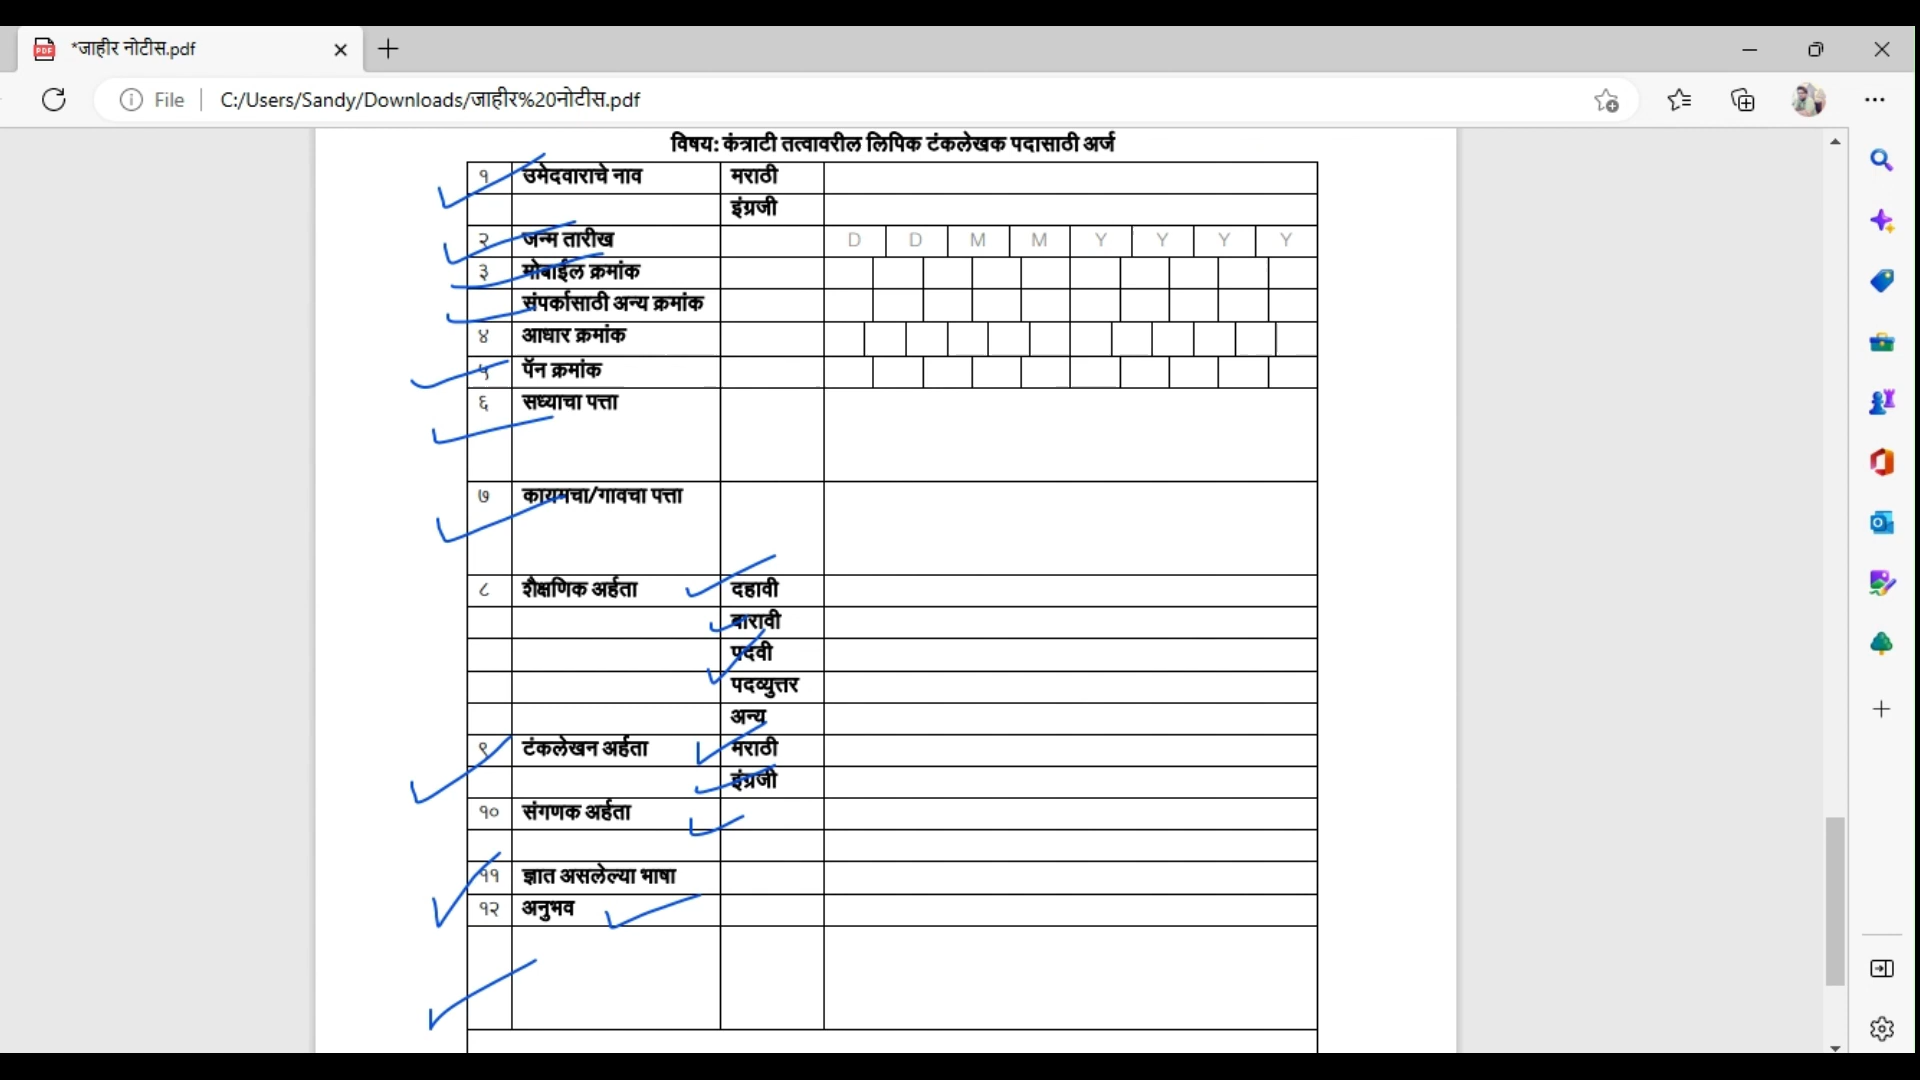 *जाहीर नोटीस.pdf
File C:/Users/Sandy/Downloads/जाहीर%20नोटीस.pdf
विषय: कंत्राटी तत्वावरील लिपिक टंकलेखक पदासाठी अर्ज
१ उमेदवाराचे नाव मराठी
इंग्रजी
२ जन्म तारीख D D M M Y Y Y Y
३ मोबाईल क्रमांक
संपर्कासाठी अन्य क्रमांक
४ आधार क्रमांक
५ पॅन क्रमांक
६ सध्याचा पत्ता
७ कायमचा/गावचा पत्ता
८ शैक्षणिक अर्हता दहावी
बारावी
पदवी
पदव्युत्तर
अन्य
९ टंकलेखन अर्हता मराठी
इंग्रजी
१० संगणक अर्हता
११ ज्ञात असलेल्या भाषा
१२ अनुभव